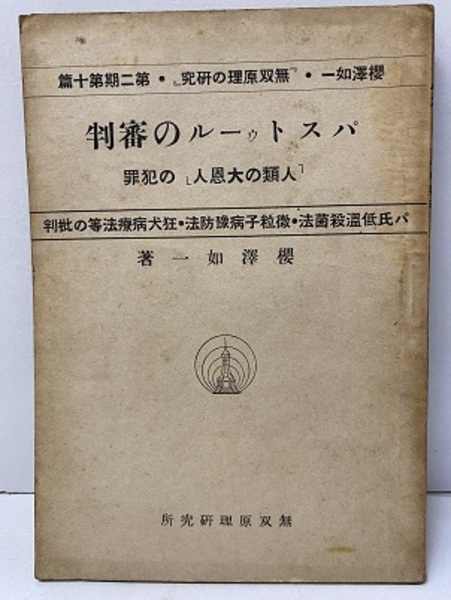 櫻澤如一・『無双原理の研究』・第二期第十篇
パストゥールの審判
「人類の大恩人」の犯罪
パ氏低溫殺菌法・微粒子病豫防法・狂犬病療法等の批判
櫻澤如一著
無双原理研究所